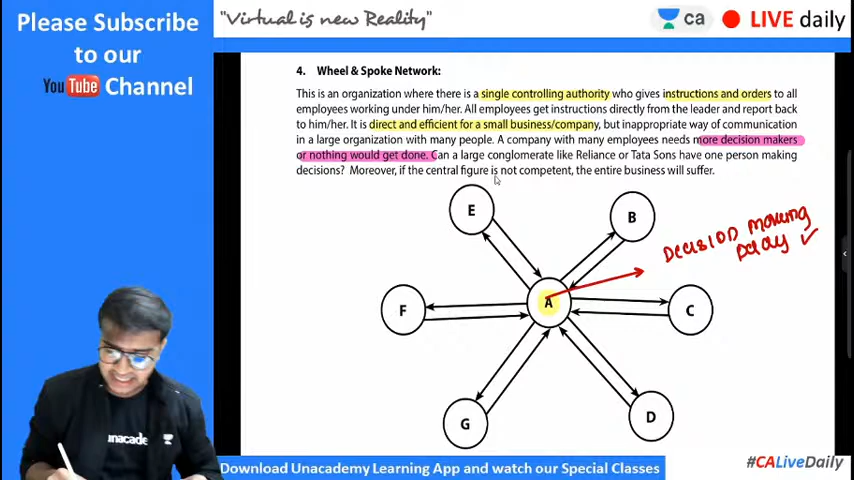 Please Subscribe
to our
YouTube Channel
"Virtual is new Reality"
ca
LIVE daily
4. Wheel & Spoke Network:
This is an organization where there is a single controlling authority who gives instructions and orders to all
employees working under him/her. All employees get instructions directly from the leader and report back
to him/her. It is direct and efficient for a small business/company, but inappropriate way of communication
in a large organization with many people. A company with many employees needs more decision makers
or nothing would get done. Can a large conglomerate like Reliance or Tata Sons have one person making
decisions? Moreover, if the central figure is not competent, the entire business will suffer.
E
B
DECISION making
Delay ✓
F
A
C
G
D
unacade
Download Unacademy Learning App and watch our Special Classes
#CALiveDaily